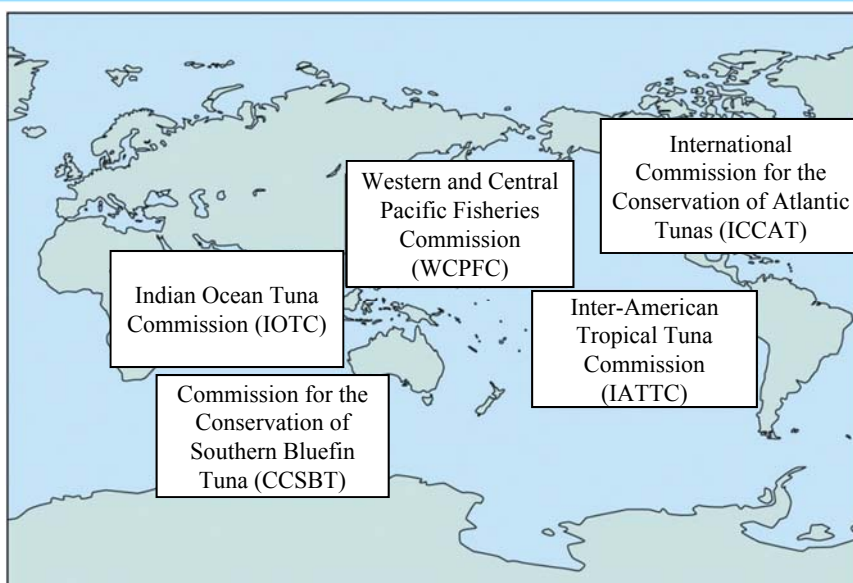 International
Commission for the
Conservation of Atlantic
Tunas (ICCAT)
Western and Central
Pacific Fisheries
Commission
(WCPFC)
Indian Ocean Tuna
Commission (IOTC)
Inter-American
Tropical Tuna
Commission
(IATTC)
Commission for the
Conservation of
Southern Bluefin
Tuna (CCSBT)